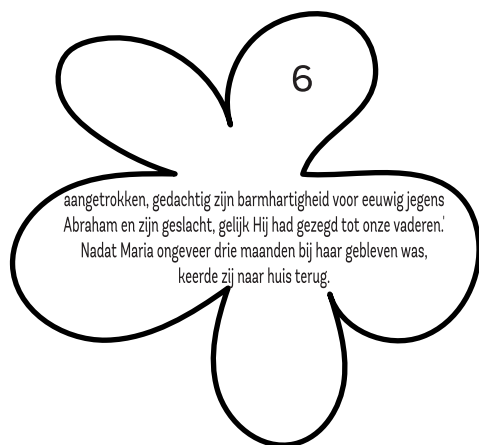 6
aangetrokken, gedachtig zijn barmhartigheid voor eeuwig jegens
Abraham en zijn geslacht, gelijk Hij had gezegd tot onze vaderen.'
Nadat Maria ongeveer drie maanden bij haar gebleven was,
keerde zij naar huis terug.